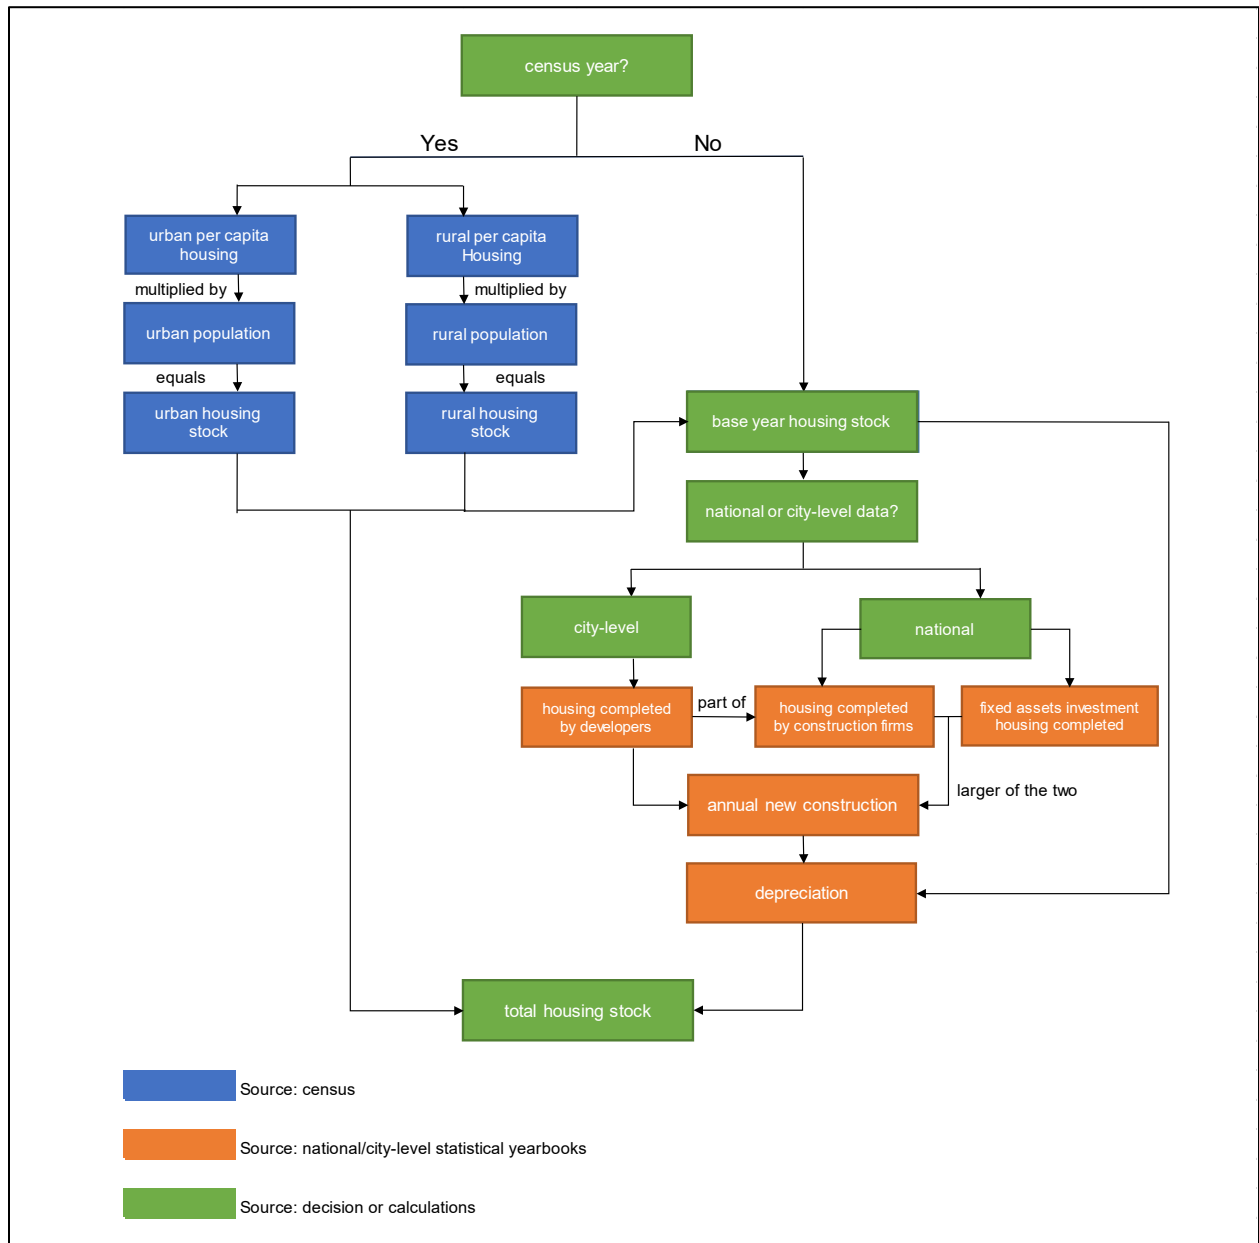 census year?
Yes
No
urban per capita
housing
rural per capita
Housing
multiplied by
multiplied by
urban population
rural population
equals
equals
urban housing
stock
rural housing
stock
base year housing stock
national or city-level data?
city-level
national
housing completed
by developers
part of
housing completed
by construction firms
fixed assets investment
housing completed
annual new construction
larger of the two
depreciation
total housing stock
Source: census
Source: national/city-level statistical yearbooks
Source: decision or calculations